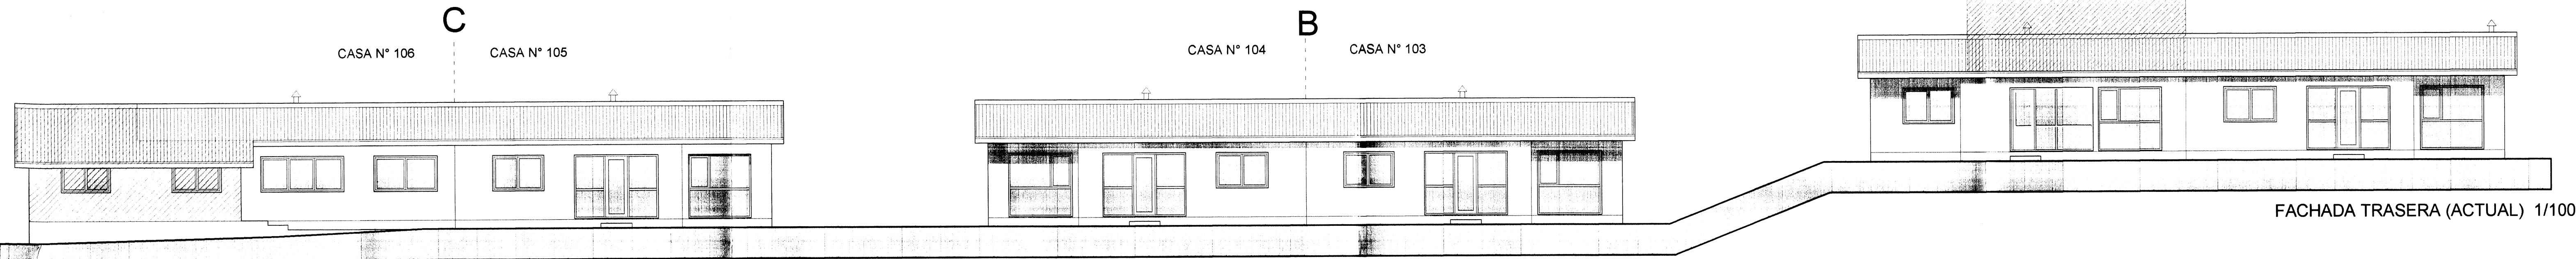 C
CASA N° 106 CASA N° 105
B
CASA N° 104 CASA N° 103
FACHADA TRASERA (ACTUAL) 1/100